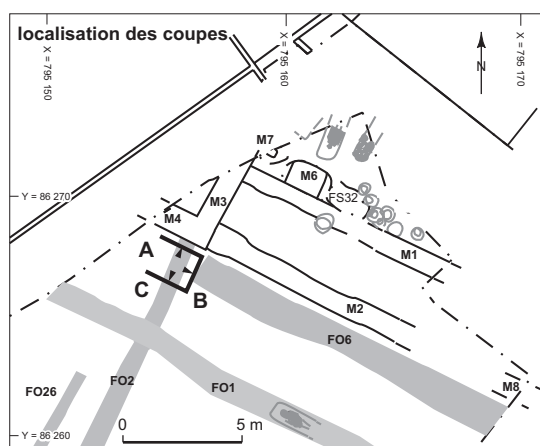 localisation des coupes
X = 795 150
X = 795 160
X = 795 170
N
M7
M6
FS32
Y = 86 270
M3
M4
M1
A
C
B
M2
FO6
M8
FO26
FO2
FO1
Y = 86 260
0
5 m